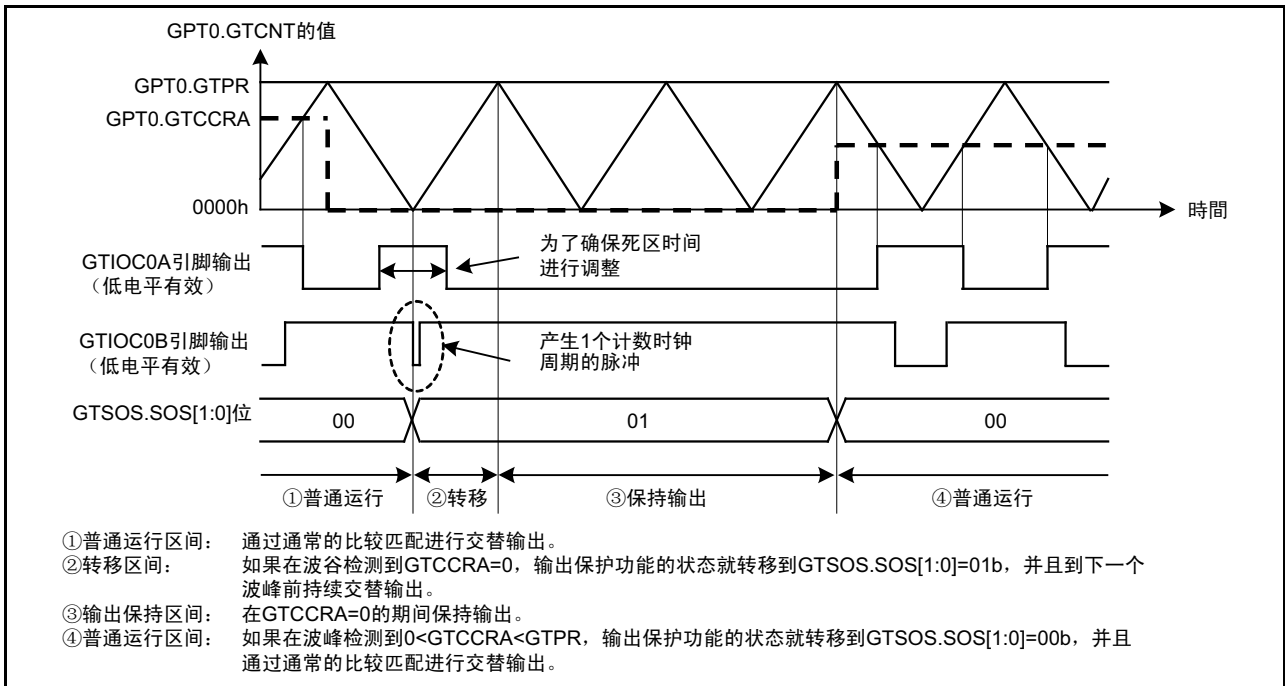 GPT0.GTCNT的值
GPT0.GTPR
GPT0.GTCCRA
0000h
時間
GTIOC0A引脚输出
（低电平有效）
为了确保死区时间
进行调整
GTIOC0B引脚输出
（低电平有效）
产生1个计数时钟
周期的脉冲
GTSOS.SOS[1:0]位
00
01
00
①普通运行
②转移
③保持输出
④普通运行
①普通运行区间： 通过通常的比较匹配进行交替输出。
②转移区间： 如果在波谷检测到GTCCRA=0，输出保护功能的状态就转移到GTSOS.SOS[1:0]=01b，并且到下一个
波峰前持续交替输出。
③输出保持区间： 在GTCCRA=0的期间保持输出。
④普通运行区间： 如果在波峰检测到0<GTCCRA<GTPR，输出保护功能的状态就转移到GTSOS.SOS[1:0]=00b，并且
通过通常的比较匹配进行交替输出。